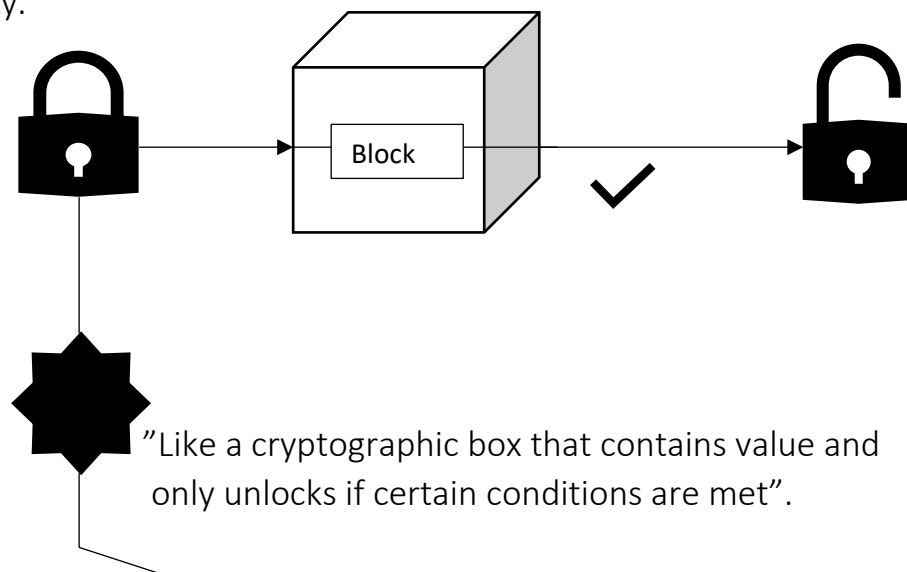 y.
Block
”Like a cryptographic box that contains value and
only unlocks if certain conditions are met”.